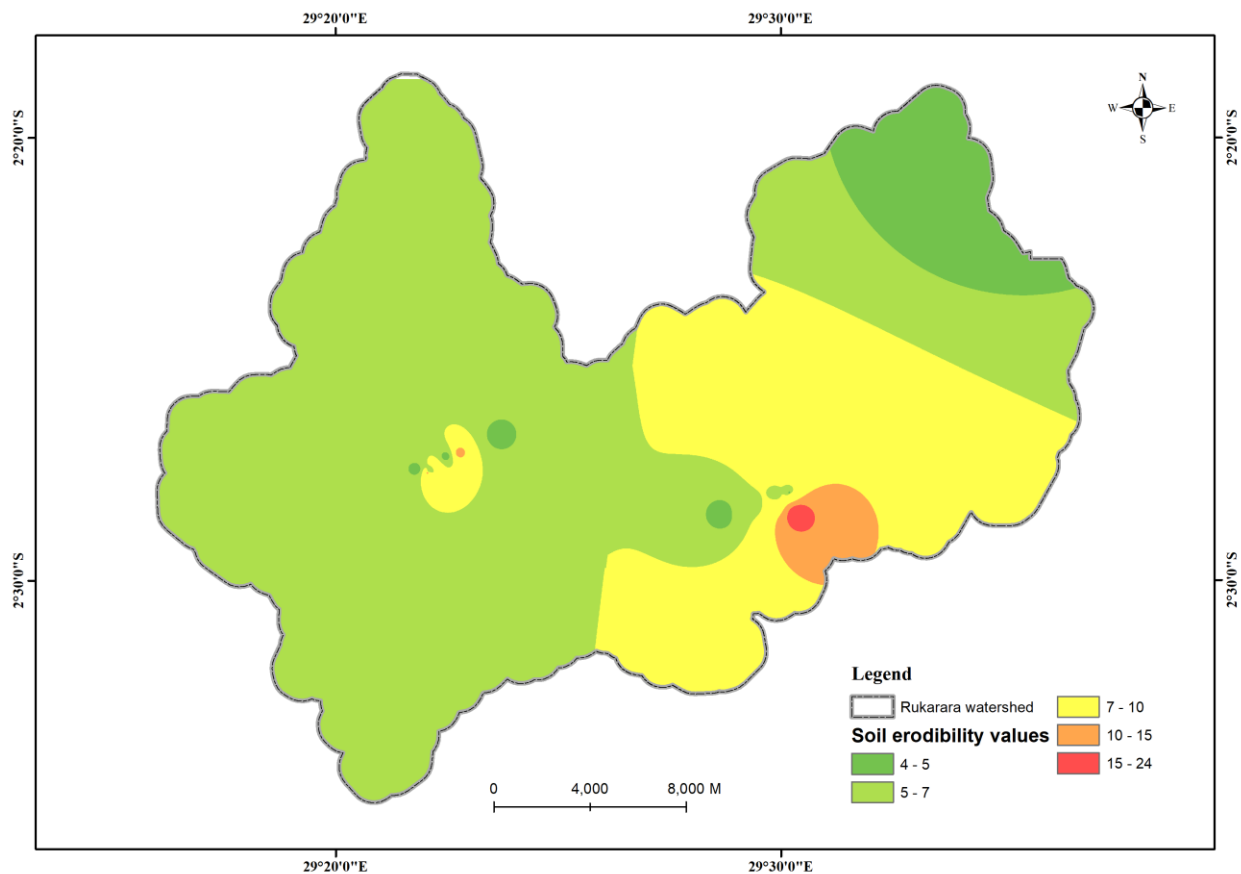 29°20'0"E 29°30'0"E
N
W E
S
2°20'0"S 2°20'0"S
2°30'0"S 2°30'0"S
Legend
Rukarara watershed
Soil erodibility values
4 - 5
5 - 7
7 - 10
10 - 15
15 - 24
0 4,000 8,000 M
29°20'0"E 29°30'0"E